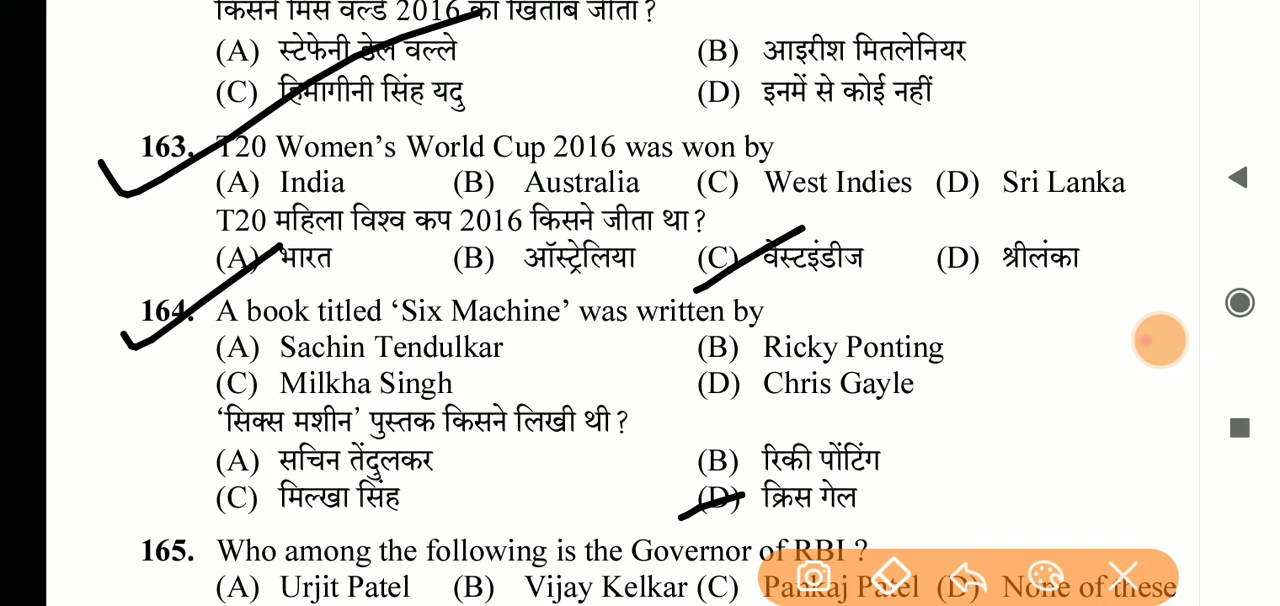 किसने मिस वर्ल्ड 2016 का खिताब जीता ?
(A) स्टेफेनी डेल वल्ले (B) आइरीश मितलेनियर
(C) हिमांगीनी सिंह यदु (D) इनमें से कोई नहीं
163. T20 Women's World Cup 2016 was won by
(A) India (B) Australia (C) West Indies (D) Sri Lanka
T20 महिला विश्व कप 2016 किसने जीता था ?
(A) भारत (B) ऑस्ट्रेलिया (C) वेस्टइंडीज (D) श्रीलंका
164. A book titled 'Six Machine' was written by
(A) Sachin Tendulkar (B) Ricky Ponting
(C) Milkha Singh (D) Chris Gayle
'सिक्स मशीन' पुस्तक किसने लिखी थी ?
(A) सचिन तेंदुलकर (B) रिकी पोंटिंग
(C) मिल्खा सिंह (D) क्रिस गेल
165. Who among the following is the Governor of RBI ?
(A) Urjit Patel (B) Vijay Kelkar (C) Pankaj Patel (D) None of these